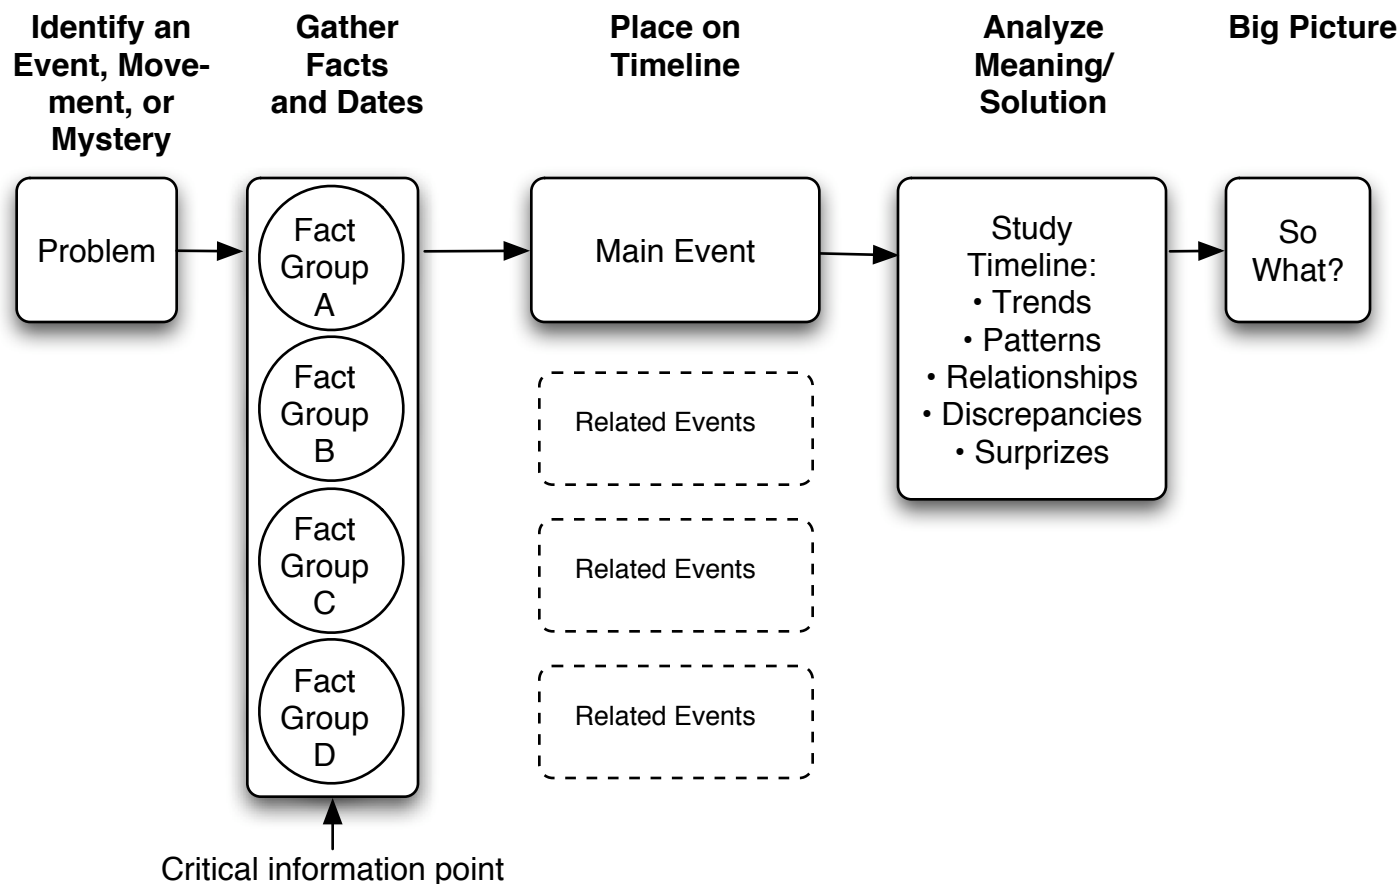 Identify an
Event, Move-
ment, or
Mystery
Gather
Facts
and Dates
Place on
Timeline
Analyze
Meaning/
Solution
Big Picture
Problem
Fact
Group
A
Fact
Group
B
Fact
Group
C
Fact
Group
D
Critical information point
Main Event
Related Events
Related Events
Related Events
Study
Timeline:
• Trends
• Patterns
• Relationships
• Discrepancies
• Surprizes
So
What?